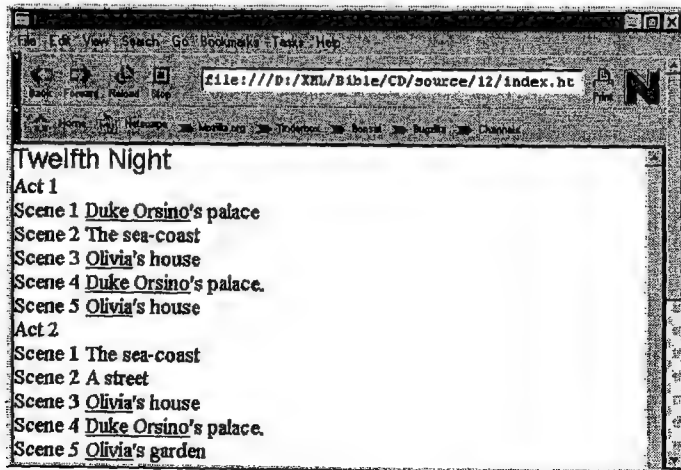 File Edit View Search Go Bookmarks Tasks Help
Back Forward Reload Stop file:///D:/XML/Bible/CD/source/12/index.ht Print N
Home Netscape Mozilla.org Tinderbox Bonsai Bugzilla Channels
Twelfth Night
Act 1
Scene 1 Duke Orsino's palace
Scene 2 The sea-coast
Scene 3 Olivia's house
Scene 4 Duke Orsino's palace.
Scene 5 Olivia's house
Act 2
Scene 1 The sea-coast
Scene 2 A street
Scene 3 Olivia's house
Scene 4 Duke Orsino's palace.
Scene 5 Olivia's garden